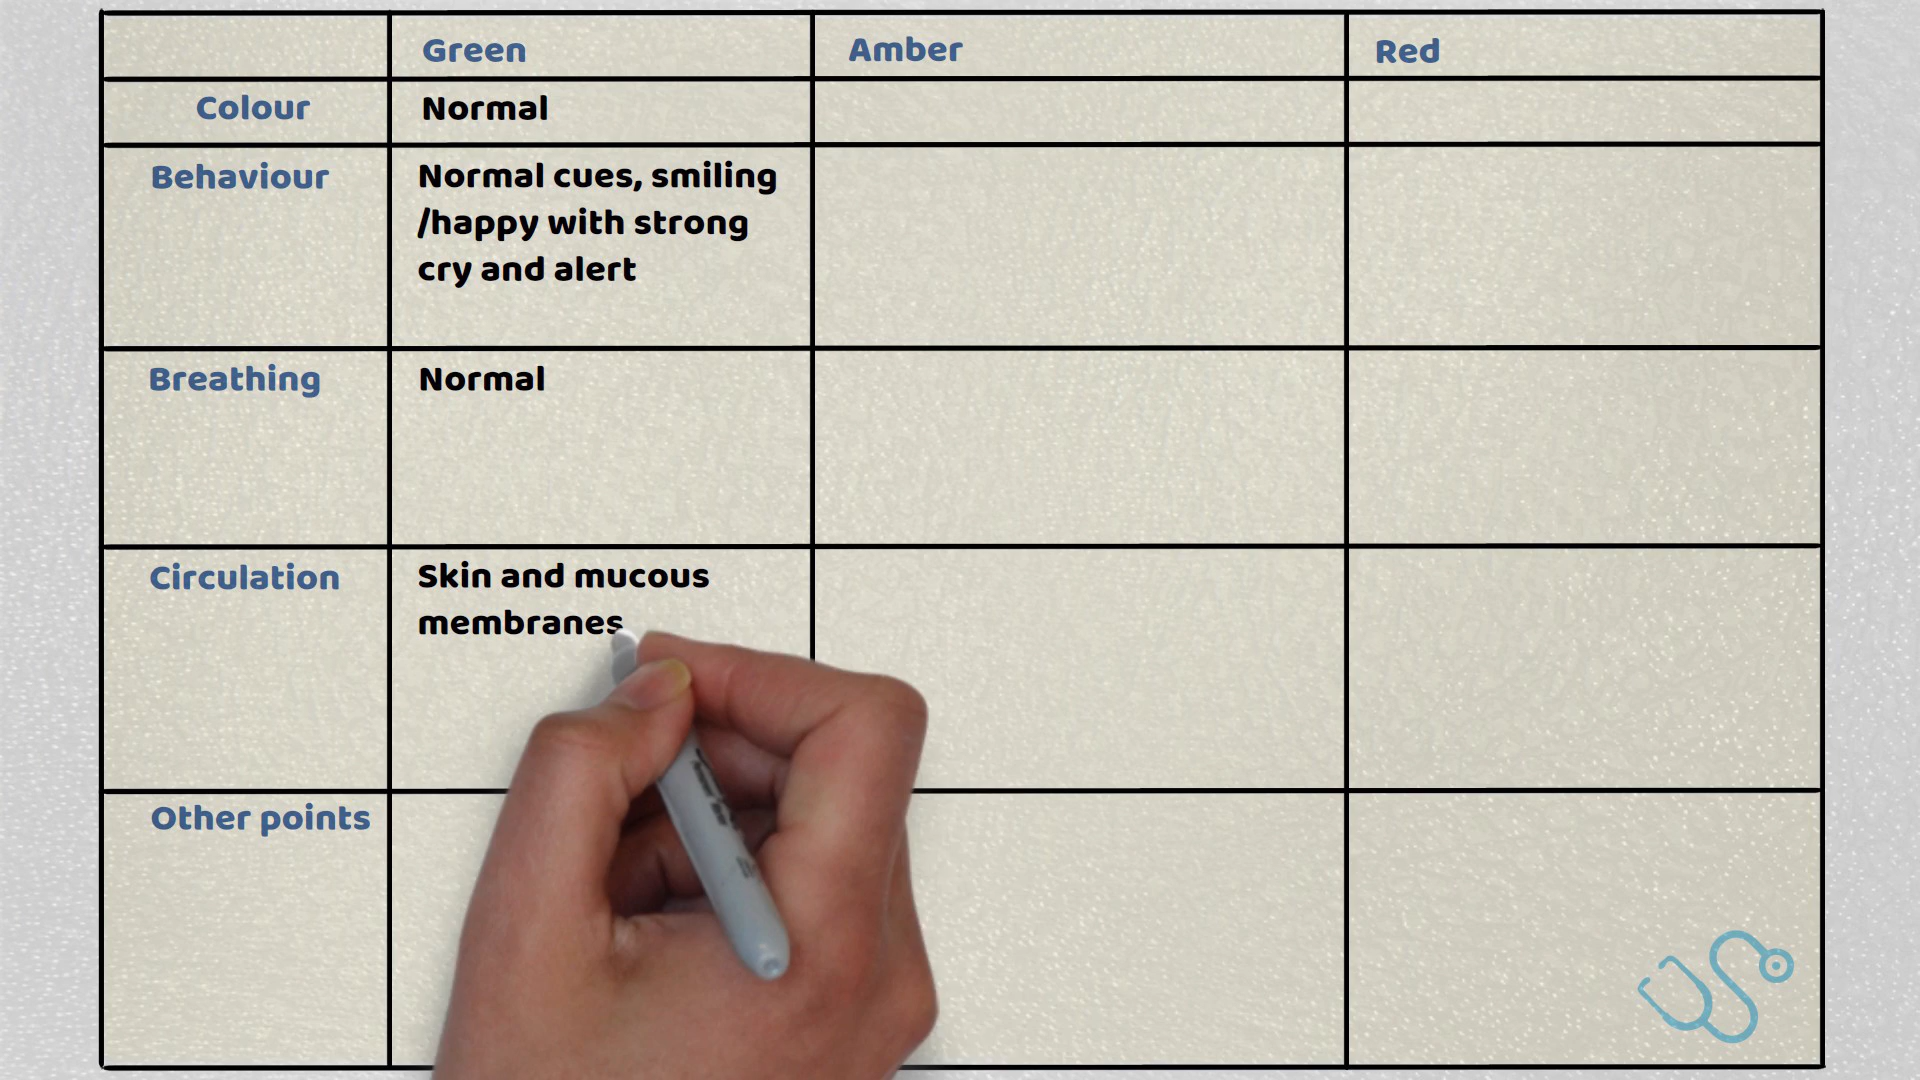 Green Amber Red
Colour Normal
Behaviour Normal cues, smiling
/happy with strong
cry and alert
Breathing Normal
Circulation Skin and mucous
membranes
Other points